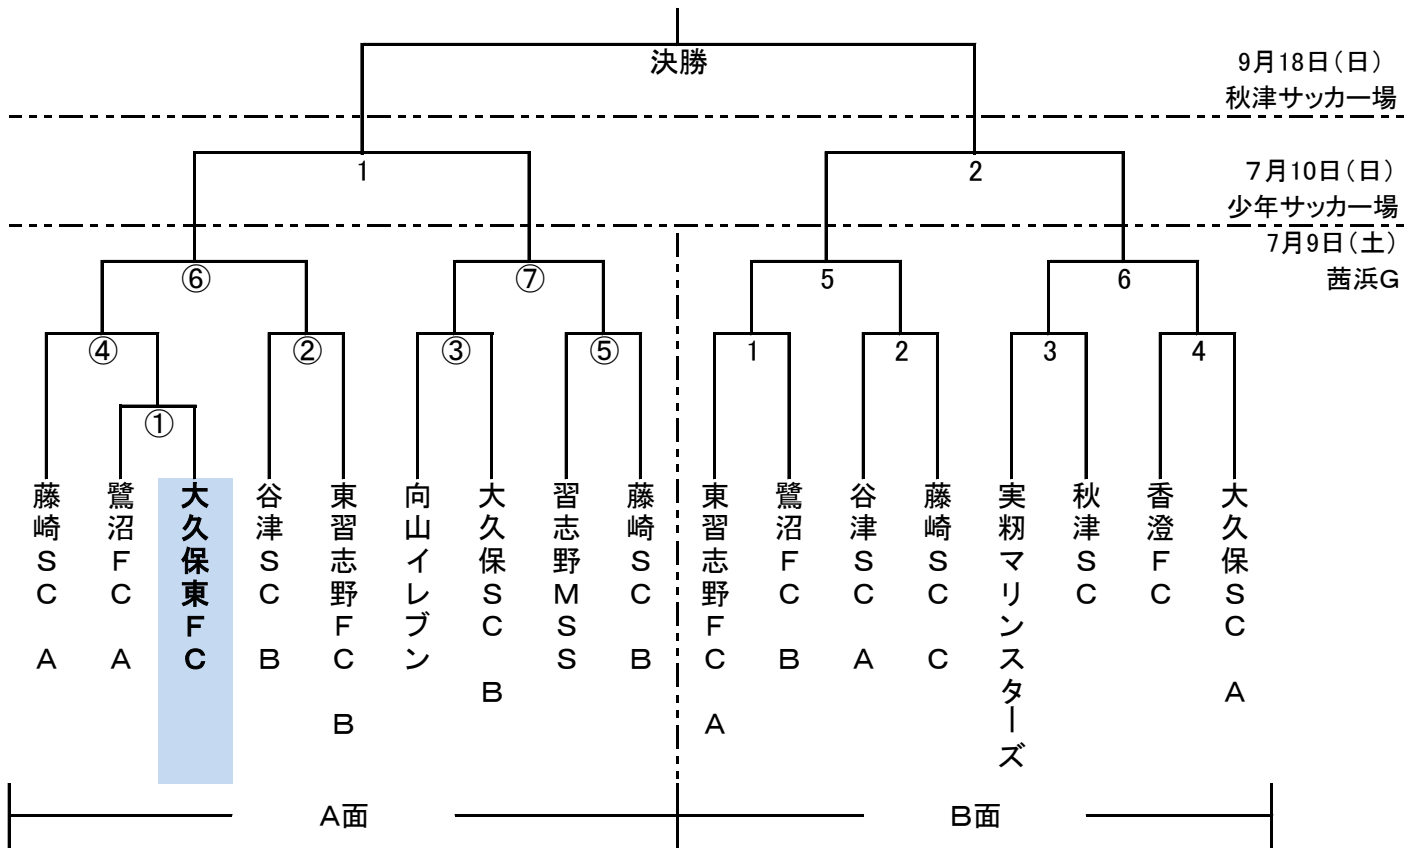 決勝
9月18日(日)
秋津サッカー場
1
2
7月10日(日)
少年サッカー場
7月9日(土)
茜浜G
⑥
⑦
5
6
④
②
③
⑤
1
2
3
4
①
藤崎SC A
鷺沼FC A
大久保東FC
谷津SC B
東習志野FC B
向山イレブン
大久保SC B
習志野MSS
藤崎SC B
東習志野FC A
鷺沼FC B
谷津SC A
藤崎SC C
実籾マリンスターズ
秋津SC
香澄FC
大久保SC A
A面
B面